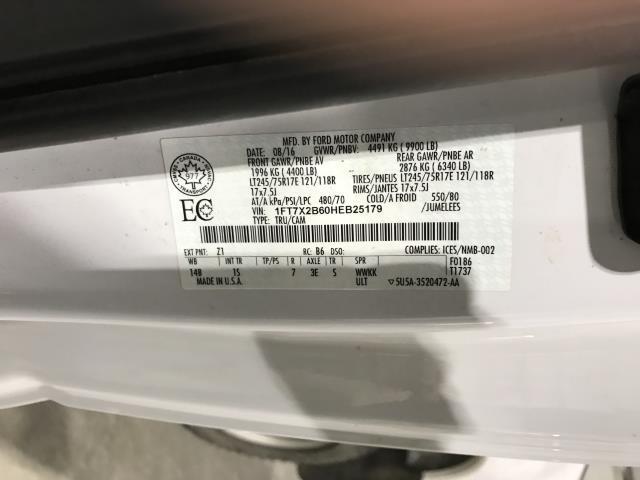 MFD. BY FORD MOTOR COMPANY
DATE: 08/16 GVWR/PNBV: 4491 KG ( 9900 LB)
FRONT GAWR/PNBE AV REAR GAWR/PNBE AR
1996 KG ( 4400 LB) 2876 KG ( 6340 LB)
LT245/75R17E 121/118R TIRES/PNEUS LT245/75R17E 121/118R
17x7.5J RIMS/JANTES 17x7.5J
AT/A kPa/PSI/LPC 480/70 COLD/A FROID 550/80
VIN: 1FT7X2B60HEB25179 /JUMELEES
TYPE: TRU/CAM
CANADA
977
TRANSPORT
EC
EXT PNT: Z1 RC: B6 DSO: COMPLIES: ICES/NMB-002
WB INT TR TP/PS R AXLE TR SPR F0186
148 1S 7 3E 5 WWKK T1737
MADE IN U.S.A. ULT 5U5A-3520472-AA